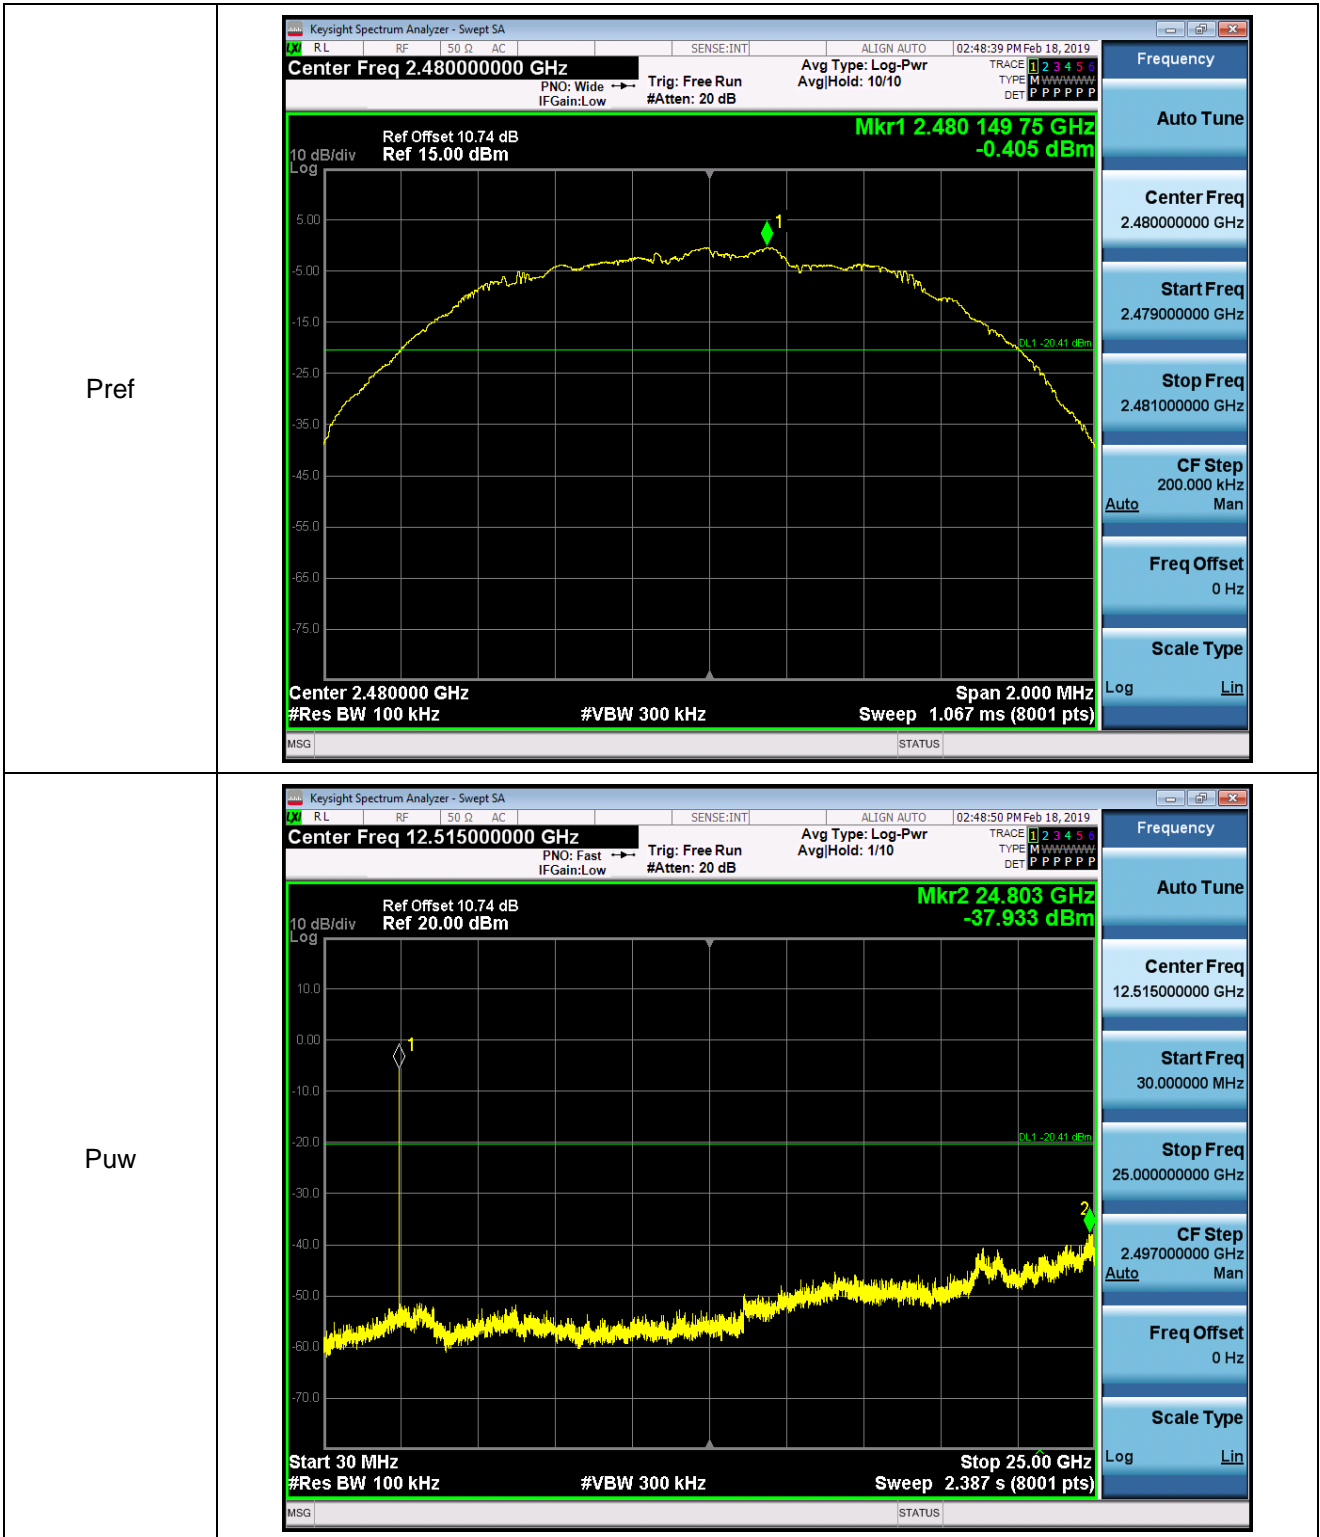 Pref
Keysight Spectrum Analyzer - Swept SA
LXI RL RF 50 Ω AC SENSE:INT ALIGN AUTO 02:48:39 PM Feb 18, 2019
Center Freq 2.480000000 GHz
PNO: Wide
IFGain:Low
Trig: Free Run
#Atten: 20 dB
Avg Type: Log-Pwr
Avg|Hold: 10/10
TRACE 1 2 3 4 5 6
TYPE M WWWWW
DET P P P P P P
Mkr1 2.480 149 75 GHz
-0.405 dBm
Ref Offset 10.74 dB
10 dB/div Ref 15.00 dBm
Log
1
5.00
-5.00
-15.0
DL1 -20.41 dBm
-25.0
-35.0
-45.0
-55.0
-65.0
-75.0
Center 2.480000 GHz Span 2.000 MHz
#Res BW 100 kHz #VBW 300 kHz Sweep 1.067 ms (8001 pts)
MSG STATUS
Frequency
Auto Tune
Center Freq
2.480000000 GHz
Start Freq
2.479000000 GHz
Stop Freq
2.481000000 GHz
CF Step
200.000 kHz
Auto Man
Freq Offset
0 Hz
Scale Type
Log Lin
Puw
Keysight Spectrum Analyzer - Swept SA
LXI RL RF 50 Ω AC SENSE:INT ALIGN AUTO 02:48:50 PM Feb 18, 2019
Center Freq 12.515000000 GHz
PNO: Fast
IFGain:Low
Trig: Free Run
#Atten: 20 dB
Avg Type: Log-Pwr
Avg|Hold: 1/10
TRACE 1 2 3 4 5 6
TYPE M WWWWW
DET P P P P P P
Mkr2 24.803 GHz
-37.933 dBm
Ref Offset 10.74 dB
10 dB/div Ref 20.00 dBm
Log
10.0
0.00
1
-10.0
-20.0
DL1 -20.41 dBm
-30.0
2
-40.0
-50.0
-60.0
-70.0
Start 30 MHz Stop 25.00 GHz
#Res BW 100 kHz #VBW 300 kHz Sweep 2.387 s (8001 pts)
MSG STATUS
Frequency
Auto Tune
Center Freq
12.515000000 GHz
Start Freq
30.000000 MHz
Stop Freq
25.000000000 GHz
CF Step
2.497000000 GHz
Auto Man
Freq Offset
0 Hz
Scale Type
Log Lin